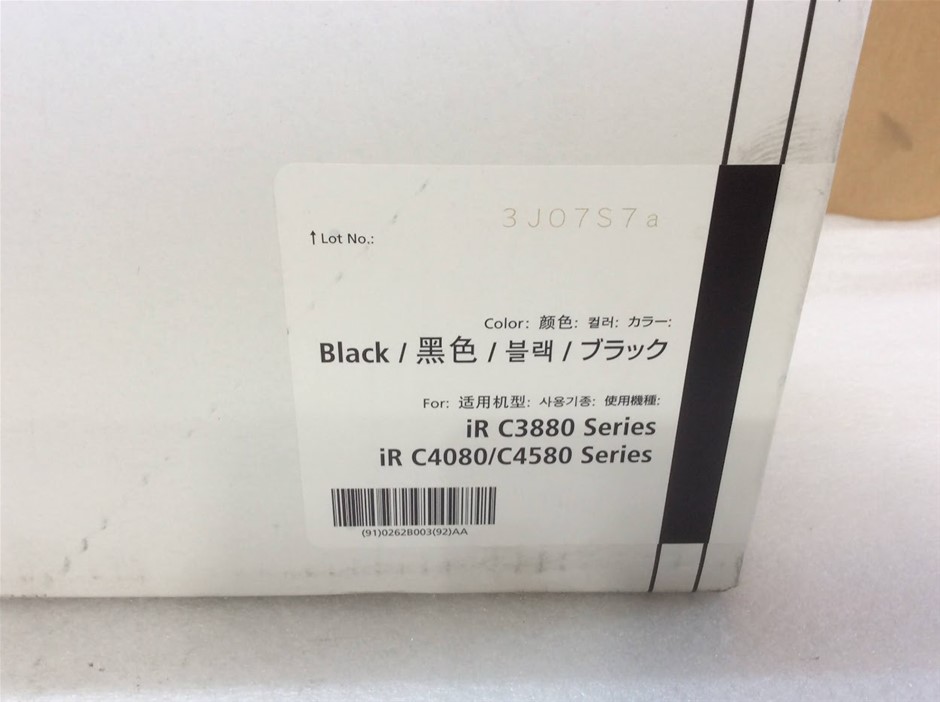 3J07S7a
↑ Lot No.:
Color: 颜色: 컬러: カラー:
Black / 黑色 / 블랙 / ブラック
For: 适用机型: 사용기종: 使用機種:
iR C3880 Series
iR C4080/C4580 Series
(91)0262B003(92)AA